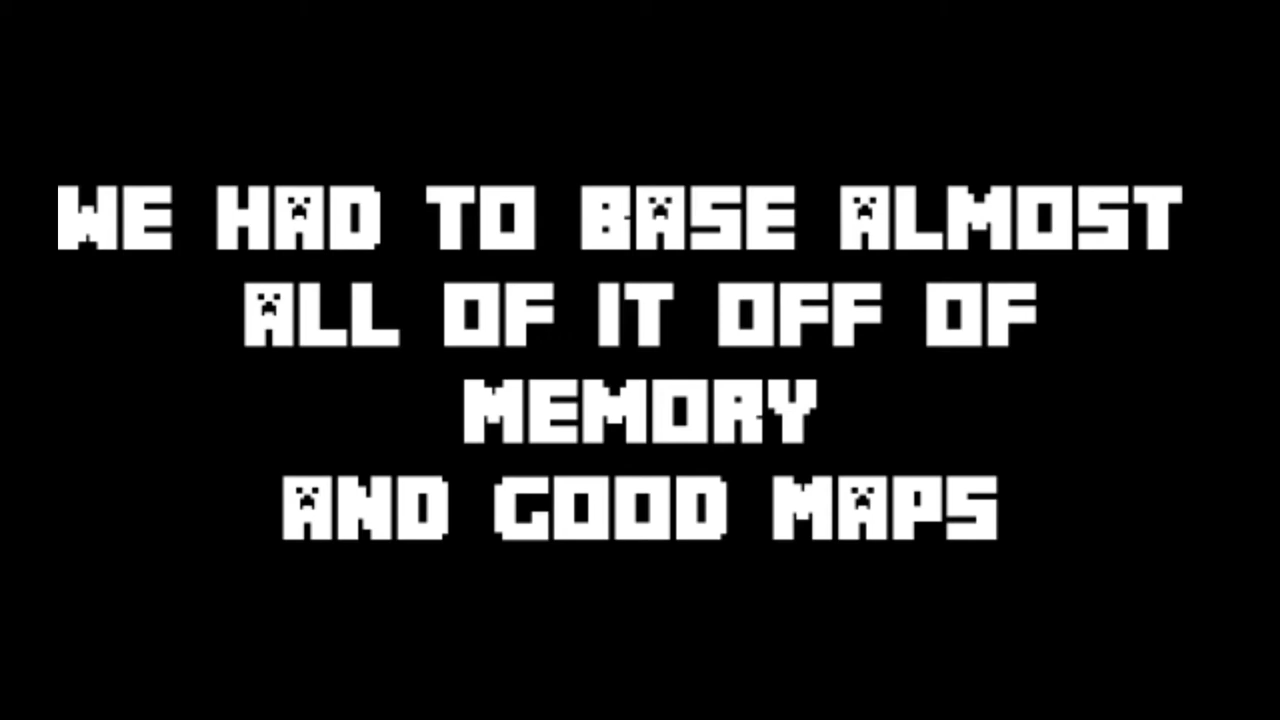 WE HAD TO BASE ALMOST
ALL OF IT OFF OF
MEMORY
AND GOOD MAPS